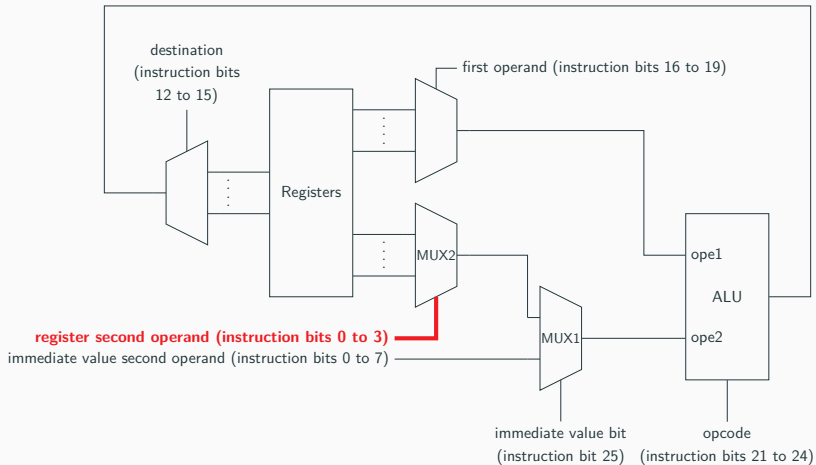 destination
(instruction bits
12 to 15)
first operand (instruction bits 16 to 19)
Registers
MUX2
ope1
ALU
register second operand (instruction bits 0 to 3)
MUX1
ope2
immediate value second operand (instruction bits 0 to 7)
immediate value bit
(instruction bit 25)
opcode
(instruction bits 21 to 24)